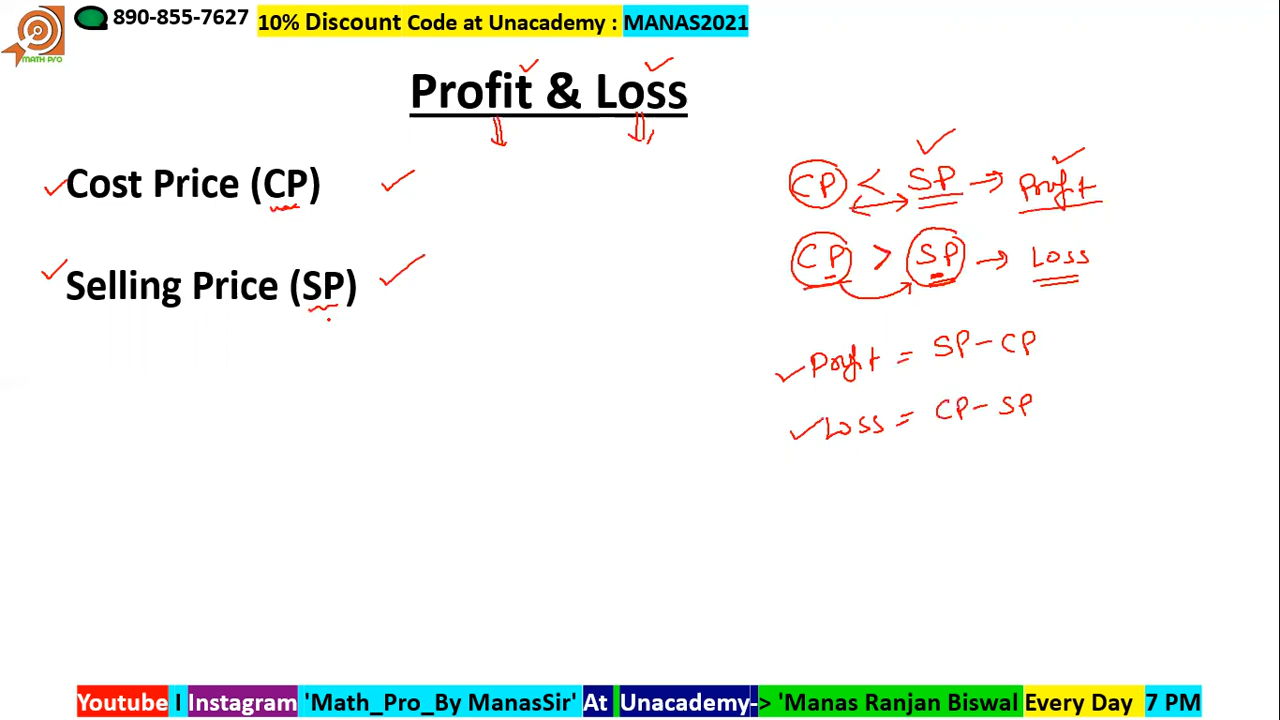 MATH PRO
890-855-7627
10% Discount Code at Unacademy : MANAS2021
Profit & Loss
Cost Price (CP)
Selling Price (SP)
CP < SP → Profit
CP > SP → Loss
Profit = SP - CP
Loss = CP - SP
Youtube I Instagram 'Math_Pro_By ManasSir' At Unacademy-> 'Manas Ranjan Biswal Every Day 7 PM